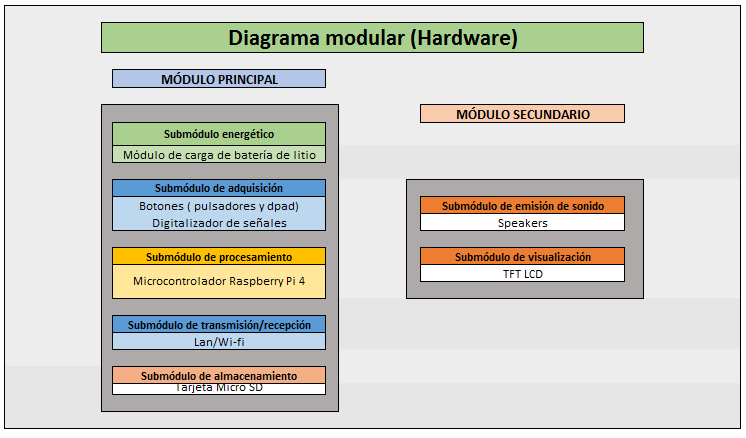 Diagrama modular (Hardware)
MÓDULO PRINCIPAL
Submódulo energético
Módulo de carga de batería de litio
Submódulo de adquisición
Botones ( pulsadores y dpad)
Digitalizador de señales
Submódulo de procesamiento
Microcontrolador Raspberry Pi 4
Submódulo de transmisión/recepción
Lan/Wi-fi
Submódulo de almacenamiento
Tarjeta Micro SD
MÓDULO SECUNDARIO
Submódulo de emisión de sonido
Speakers
Submódulo de visualización
TFT LCD